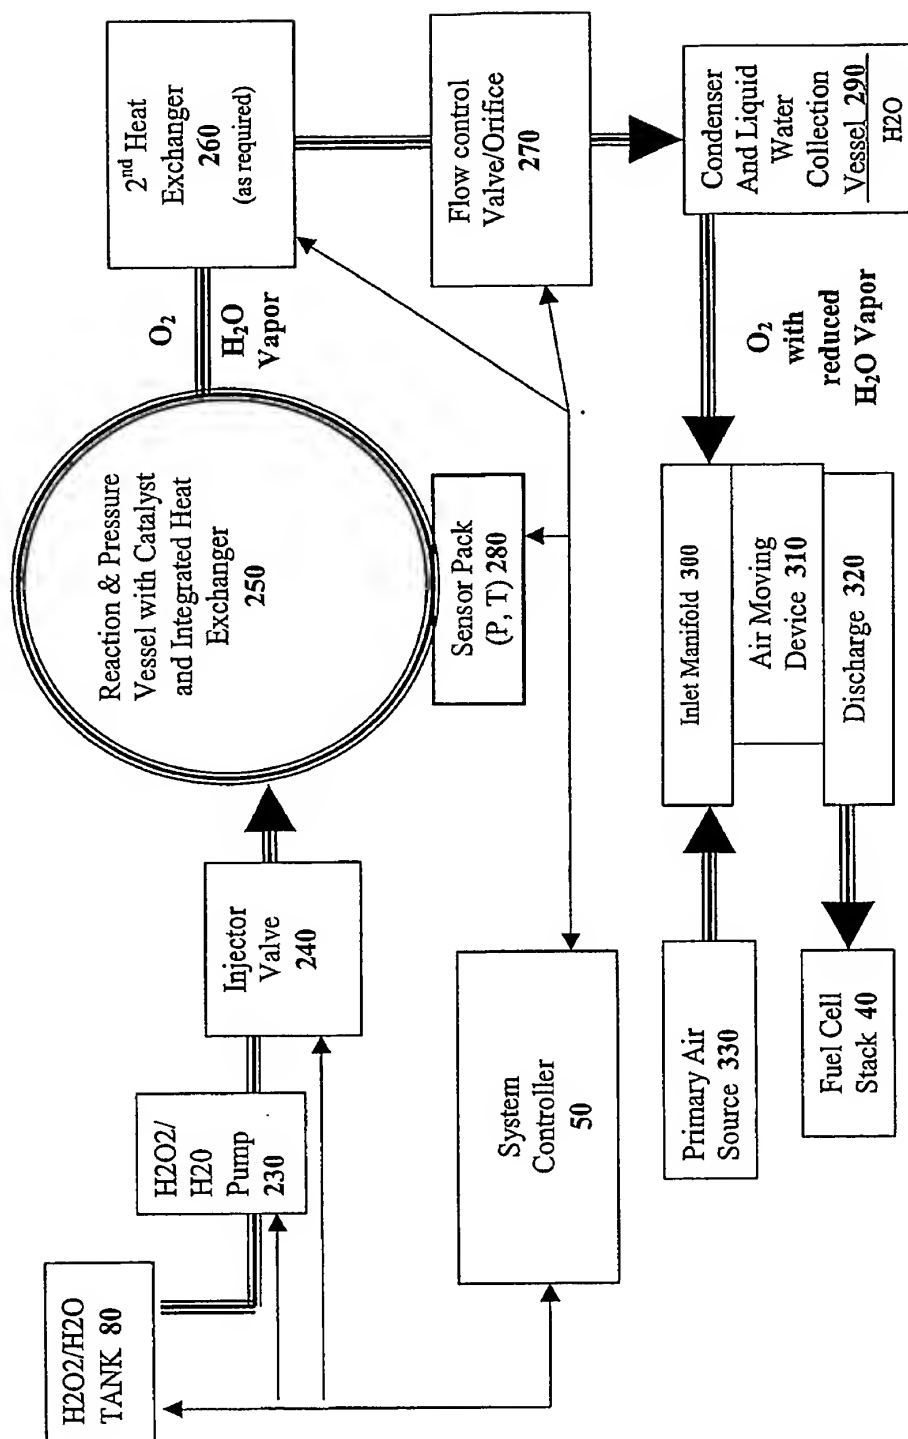 H2O2/H2O
TANK 80
H2O2/
H20
Pump
230
Injector
Valve
240
Reaction & Pressure
Vessel with Catalyst
and Integrated Heat
Exchanger
250
O₂
H₂O
Vapor
2nd Heat
Exchanger
260
(as required)
Sensor Pack
(P, T) 280
Flow control
Valve/Orifice
270
System
Controller
50
Condenser
And Liquid
Water
Collection
Vessel 290
H2O
O₂
with
reduced
H₂O Vapor
Primary Air
Source 330
Inlet Manifold 300
Air Moving
Device 310
Discharge 320
Fuel Cell
Stack 40